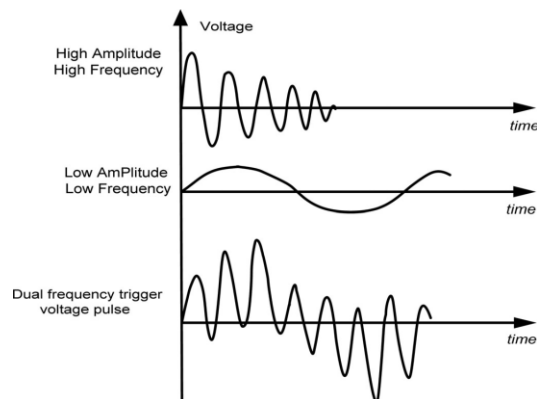 Voltage
High Amplitude
High Frequency
time
Low AmPlitude
Low Frequency
time
Dual frequency trigger
voltage pulse
time